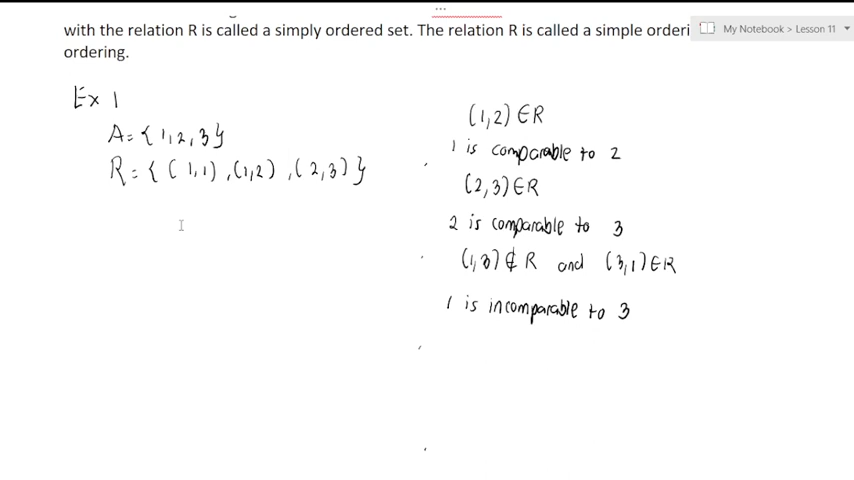 with the relation R is called a simply ordered set. The relation R is called a simple orderi
My Notebook > Lesson 11
ordering.
Ex 1
A = { 1, 2, 3 }
R = { ( 1, 1 ) , (1, 2) , ( 2, 3 ) }
(1, 2) ∈ R
1 is comparable to 2
(2, 3) ∈ R
2 is comparable to 3
(1, 3) ∉ R and (3, 1) ∈ R
1 is incomparable to 3